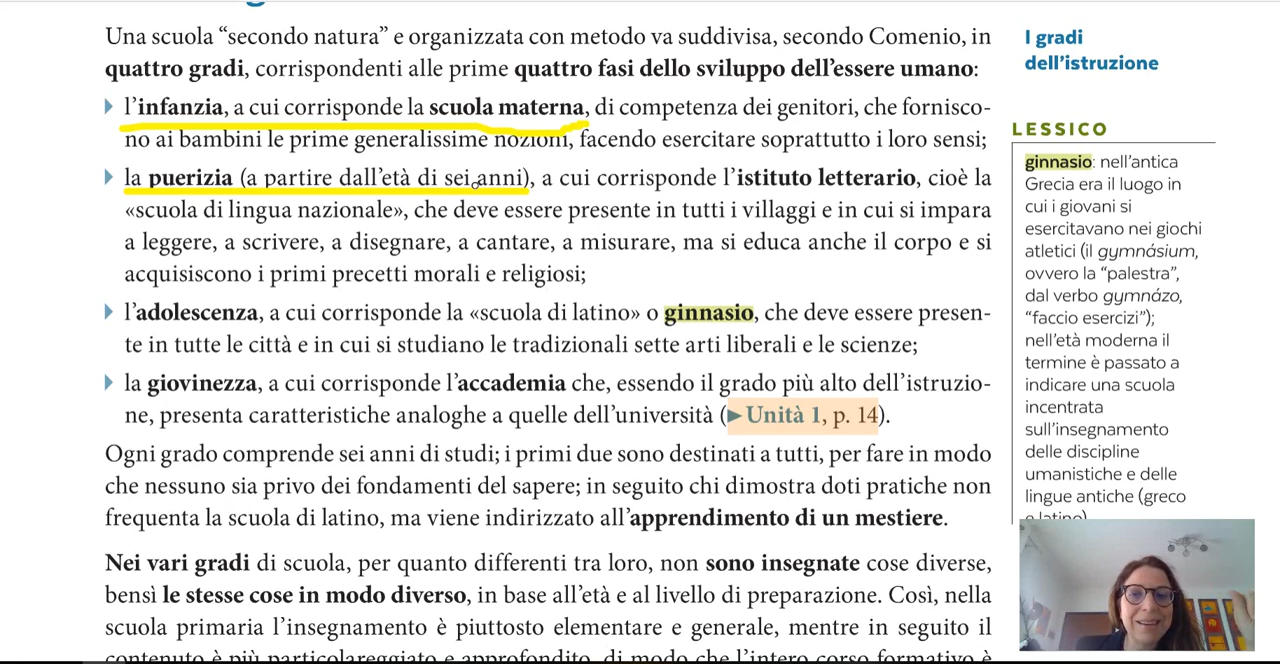 Una scuola “secondo natura” e organizzata con metodo va suddivisa, secondo Comenio, in
quattro gradi, corrispondenti alle prime quattro fasi dello sviluppo dell’essere umano:
l’infanzia, a cui corrisponde la scuola materna, di competenza dei genitori, che fornisco-
no ai bambini le prime generalissime nozioni, facendo esercitare soprattutto i loro sensi;
la puerizia (a partire dall’età di sei anni), a cui corrisponde l’istituto letterario, cioè la
«scuola di lingua nazionale», che deve essere presente in tutti i villaggi e in cui si impara
a leggere, a scrivere, a disegnare, a cantare, a misurare, ma si educa anche il corpo e si
acquisiscono i primi precetti morali e religiosi;
l’adolescenza, a cui corrisponde la «scuola di latino» o ginnasio, che deve essere presen-
te in tutte le città e in cui si studiano le tradizionali sette arti liberali e le scienze;
la giovinezza, a cui corrisponde l’accademia che, essendo il grado più alto dell’istruzio-
ne, presenta caratteristiche analoghe a quelle dell’università (►Unità 1, p. 14).
Ogni grado comprende sei anni di studi; i primi due sono destinati a tutti, per fare in modo
che nessuno sia privo dei fondamenti del sapere; in seguito chi dimostra doti pratiche non
frequenta la scuola di latino, ma viene indirizzato all’apprendimento di un mestiere.
Nei vari gradi di scuola, per quanto differenti tra loro, non sono insegnate cose diverse,
bensì le stesse cose in modo diverso, in base all’età e al livello di preparazione. Così, nella
scuola primaria l’insegnamento è piuttosto elementare e generale, mentre in seguito il
contenuto è più particolareggiato e approfondito, di modo che l’intero corso formativo è
I gradi
dell’istruzione
LESSICO
ginnasio: nell’antica
Grecia era il luogo in
cui i giovani si
esercitavano nei giochi
atletici (il gymnásium,
ovvero la “palestra”,
dal verbo gymnázo,
“faccio esercizi”);
nell’età moderna il
termine è passato a
indicare una scuola
incentrata
sull’insegnamento
delle discipline
umanistiche e delle
lingue antiche (greco
e latino)